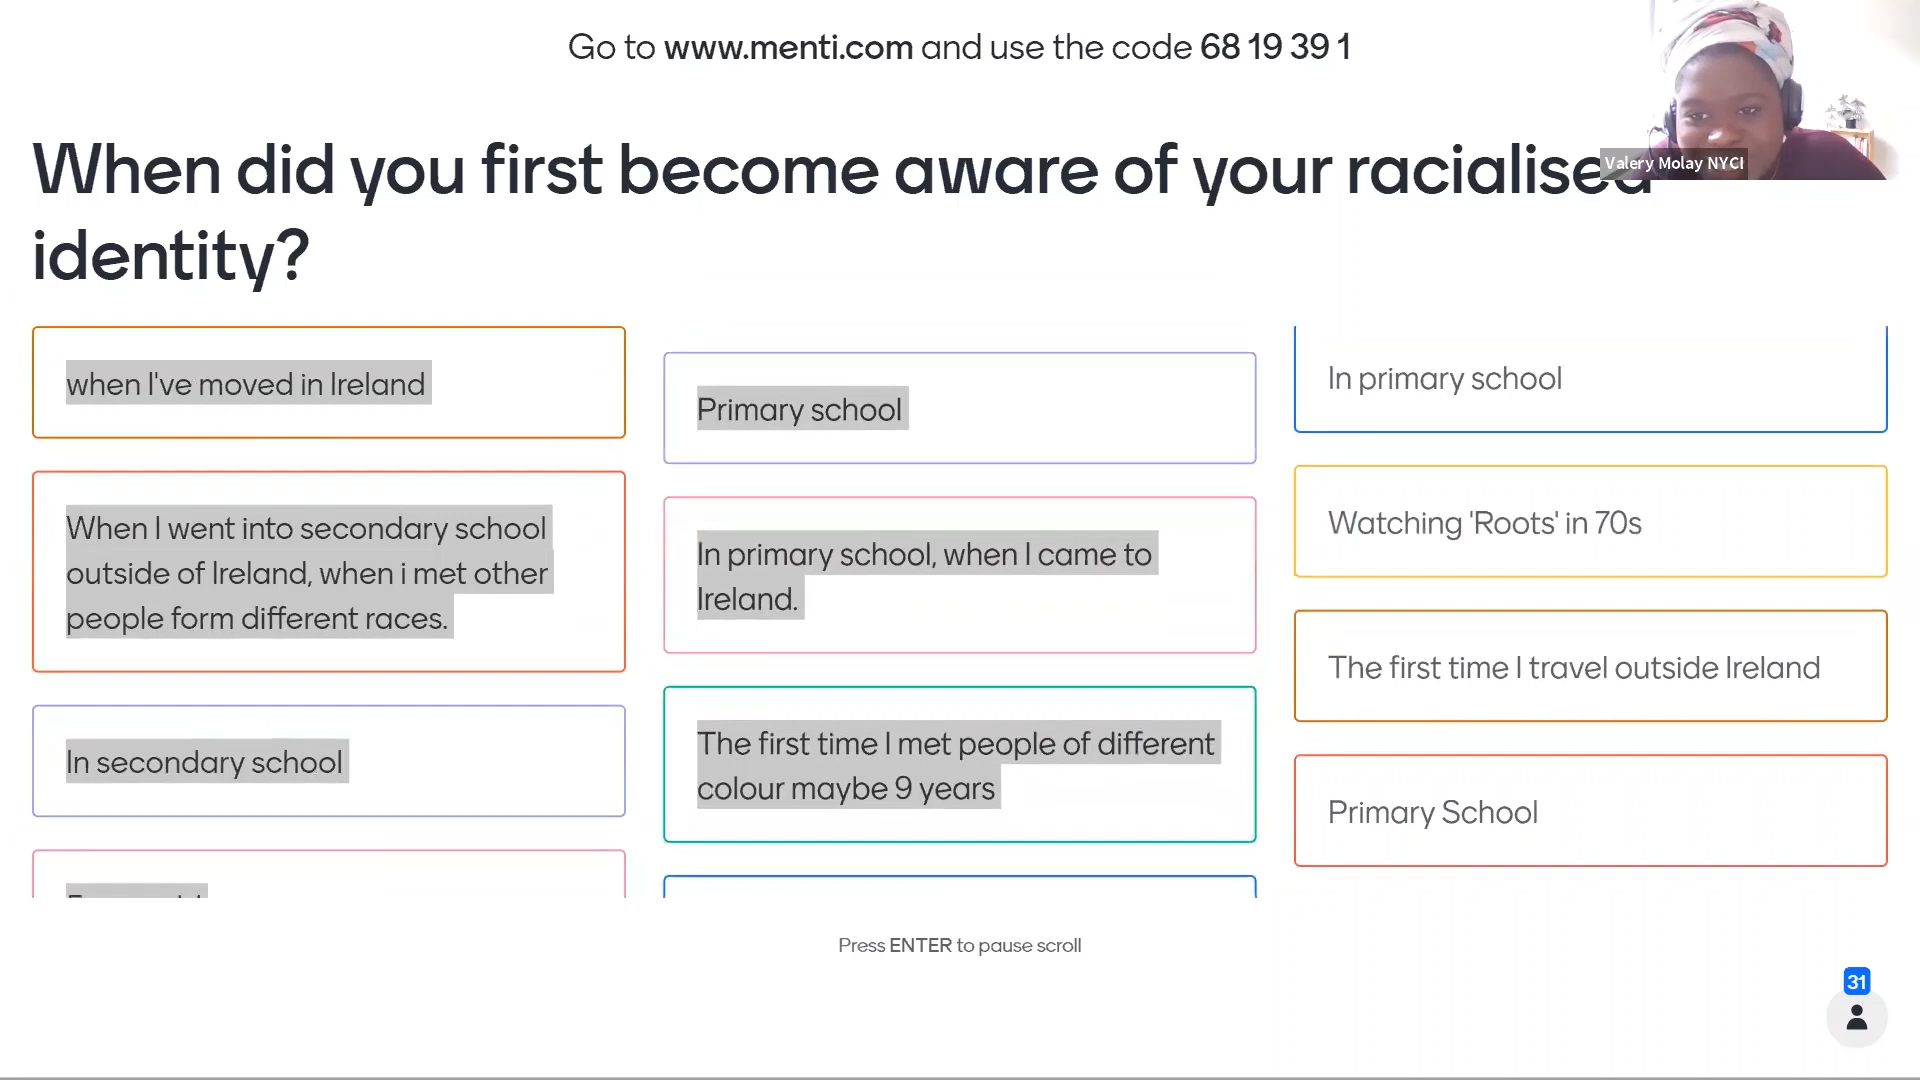 Go to www.menti.com and use the code 68 19 39 1
Valery Molay NYCI
When did you first become aware of your racialised
identity?
when I've moved in Ireland
When I went into secondary school
outside of Ireland, when i met other
people form different races.
In secondary school
Primary school
In primary school, when I came to
Ireland.
The first time I met people of different
colour maybe 9 years
In primary school
Watching 'Roots' in 70s
The first time I travel outside Ireland
Primary School
Press ENTER to pause scroll
31